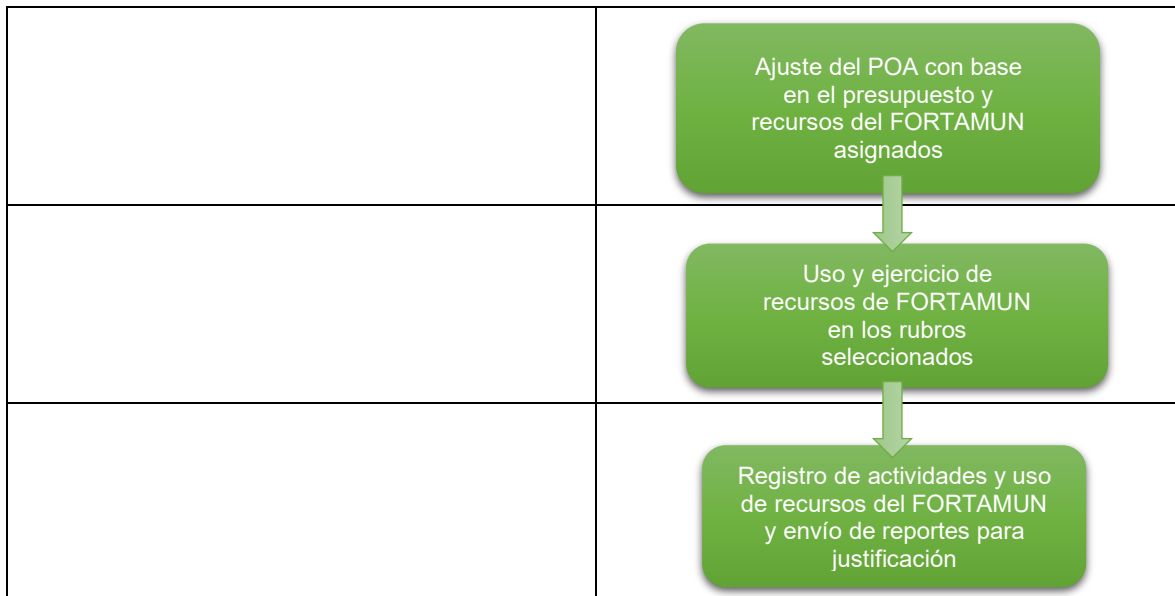 Ajuste del POA con base
en el presupuesto y
recursos del FORTAMUN
asignados
Uso y ejercicio de
recursos de FORTAMUN
en los rubros
seleccionados
Registro de actividades y uso
de recursos del FORTAMUN
y envío de reportes para
justificación